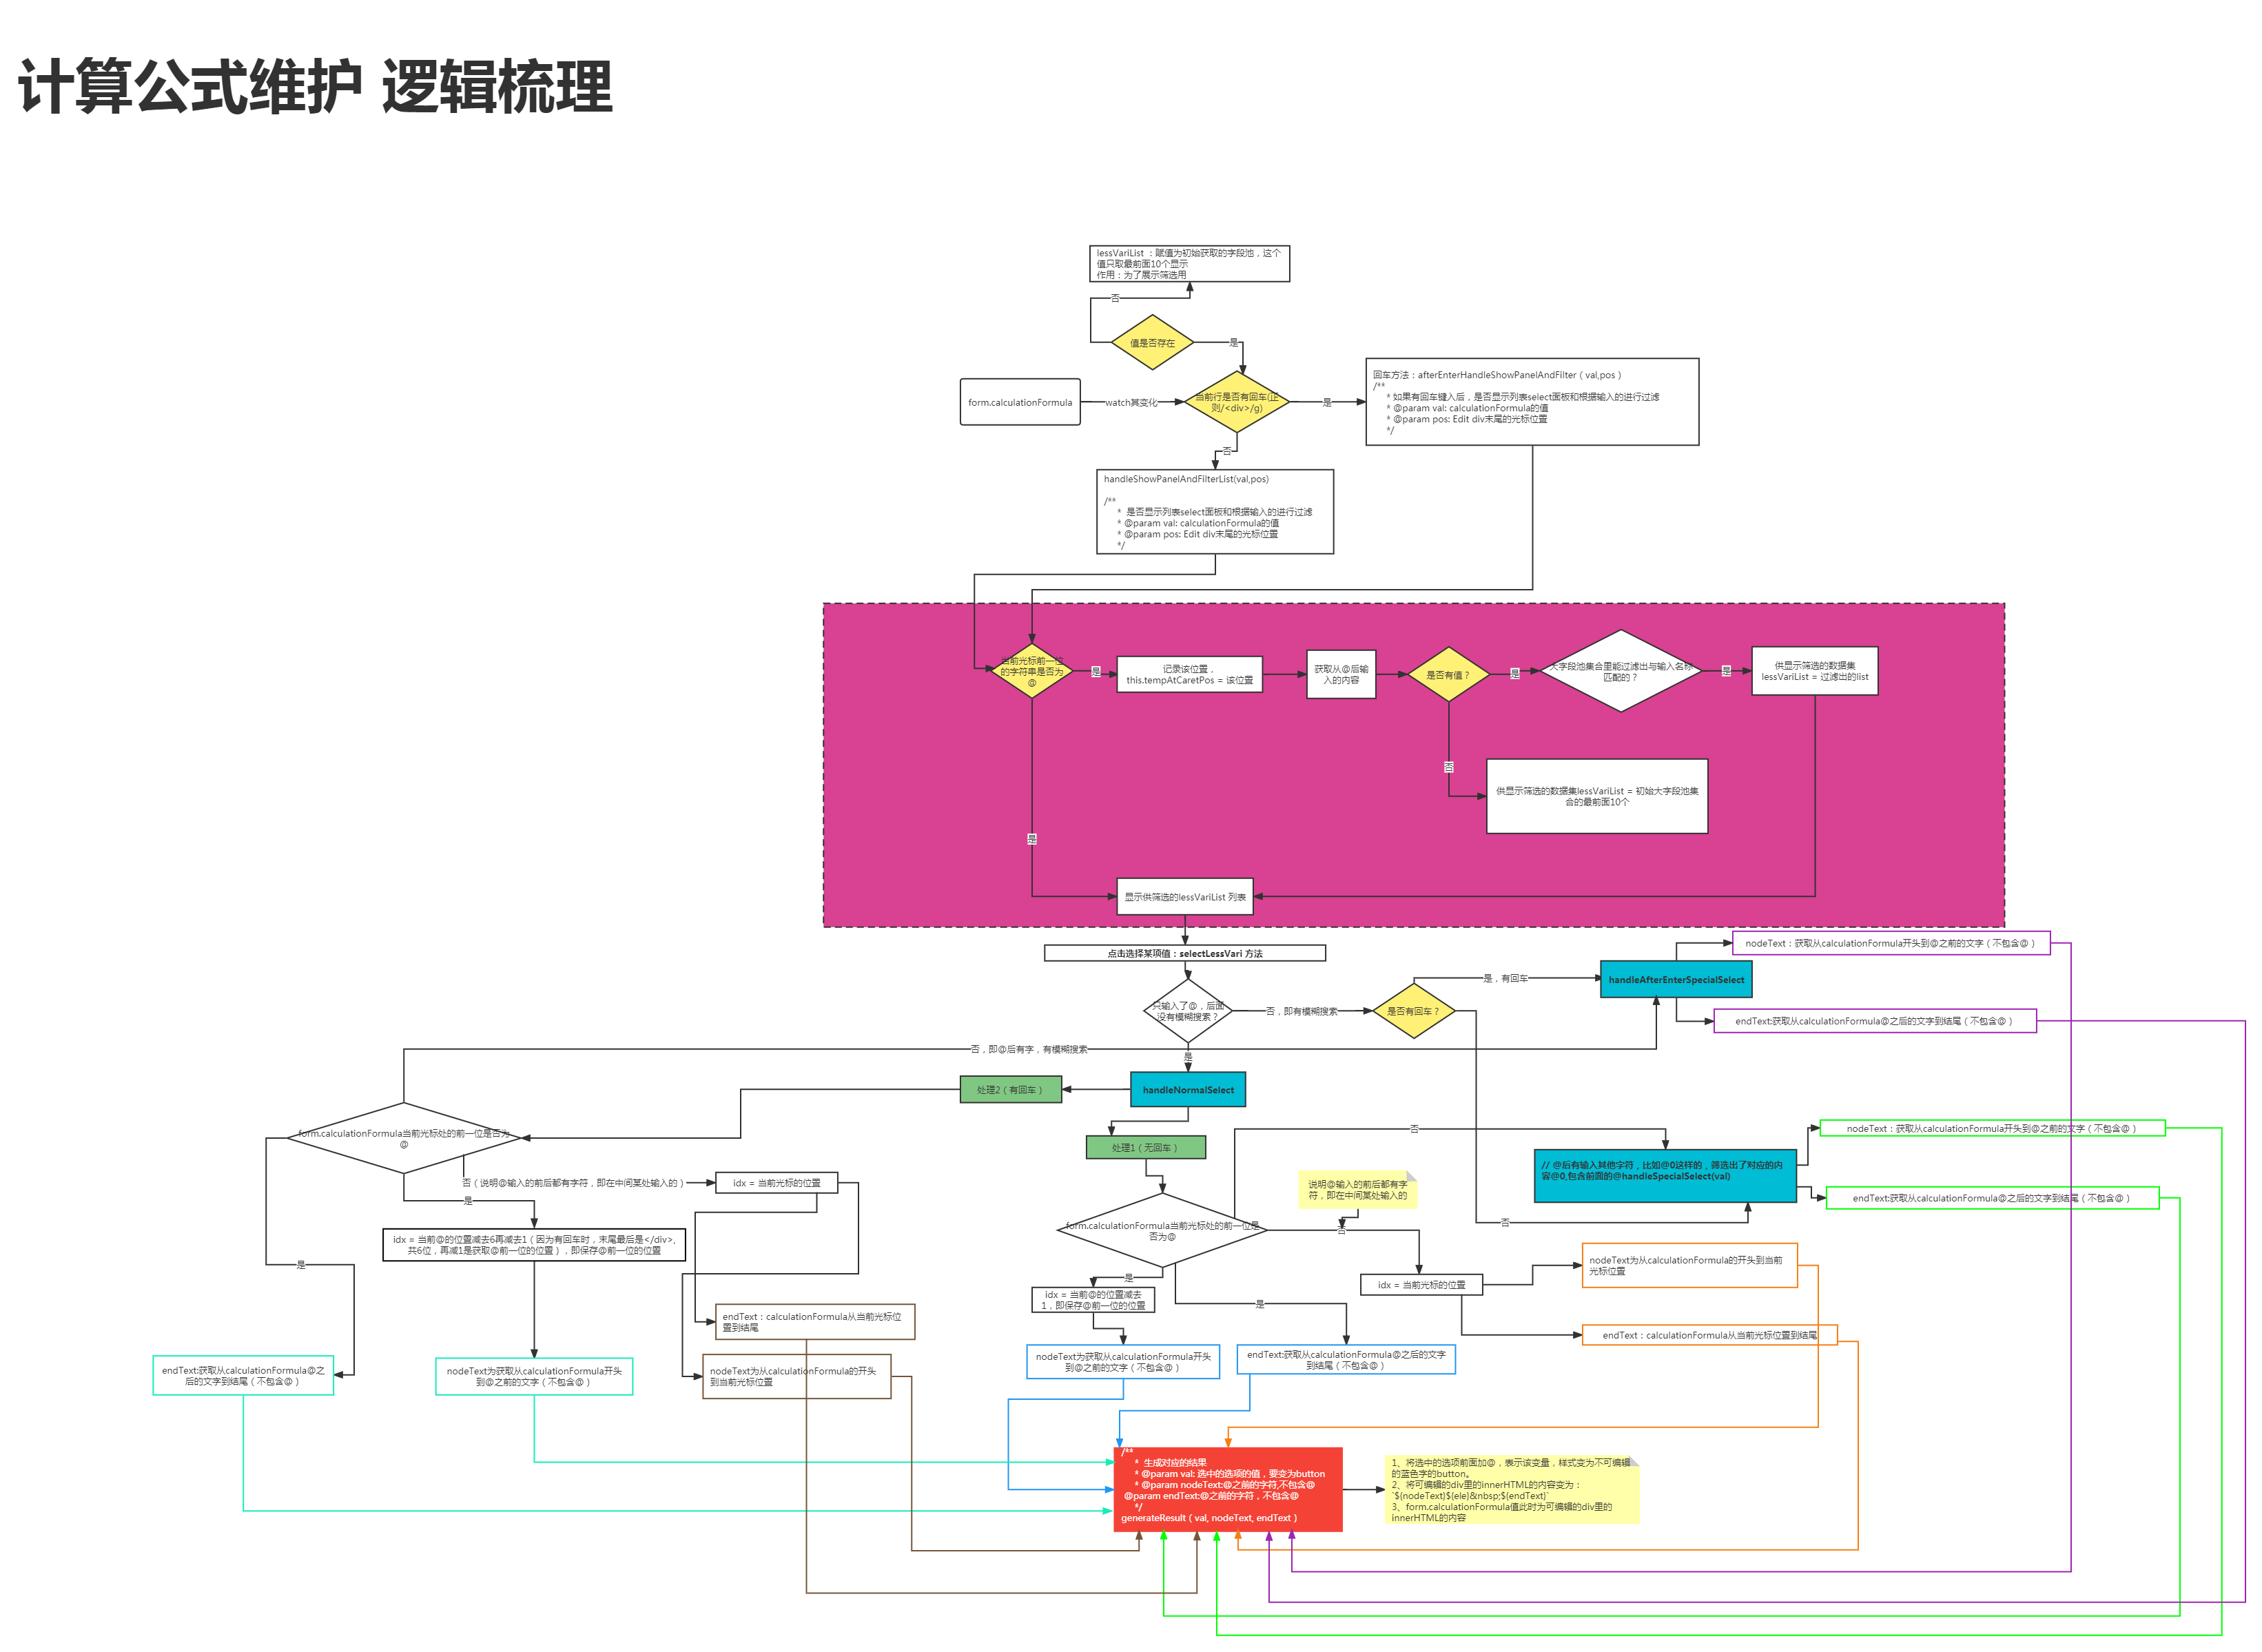 计算公式维护 逻辑梳理
lessVariList ：赋值为初始获取的字段池，这个
值只取最前面10个显示
作用：为了展示筛选用
否
值是否存在
是
form.calculationFormula
watch其变化
当前行是否有回车(正
则/<div>/g)
是
回车方法：afterEnterHandleShowPanelAndFilter（val,pos）
/**
* 如果有回车键入后，是否显示列表select面板和根据输入的进行过滤
* @param val: calculationFormula的值
* @param pos: Edit div末尾的光标位置
*/
否
handleShowPanelAndFilterList(val,pos)
/**
* 是否显示列表select面板和根据输入的进行过滤
* @param val: calculationFormula的值
* @param pos: Edit div末尾的光标位置
*/
当前光标前一位
的字符串是否为
@
是
记录该位置，
this.tempAtCaretPos = 该位置
获取从@后输
入的内容
是否有值？
是
大字段池集合里能过滤出与输入名称
匹配的？
是
供显示筛选的数据集
lessVariList = 过滤出的list
否
供显示筛选的数据集lessVariList = 初始大字段池集
合的最前面10个
是
显示供筛选的lessVariList 列表
点击选择某项值：selectLessVari 方法
nodeText：获取从calculationFormula开头到@之前的文字（不包含@）
是，有回车
handleAfterEnterSpecialSelect
只输入了@，后面
没有模糊搜索？
否，即有模糊搜索
是否有回车？
endText:获取从calculationFormula@之后的文字到结尾（不包含@）
否，即@后有字，有模糊搜索
是
处理2（有回车）
handleNormalSelect
form.calculationFormula当前光标处的前一位是否为
@
处理1（无回车）
否
nodeText：获取从calculationFormula开头到@之前的文字（不包含@）
// @后有输入其他字符，比如@0这样的，筛选出了对应的内
容@0,包含前面的@handleSpecialSelect(val)
否（说明@输入的前后都有字符，即在中间某处输入的）
idx = 当前光标的位置
说明@输入的前后都有字
符，即在中间某处输入的
endText:获取从calculationFormula@之后的文字到结尾（不包含@）
是
form.calculationFormula当前光标处的前一位是
否为@
否
否
idx = 当前@的位置减去6再减去1（因为有回车时，末尾最后是</div>,
共6位，再减1是获取@前一位的位置），即保存@前一位的位置
是
是
idx = 当前@的位置减去
1，即保存@前一位的位置
是
idx = 当前光标的位置
nodeText为从calculationFormula的开头到当前
光标位置
endText：calculationFormula从当前光标位
置到结尾
endText：calculationFormula从当前光标位置到结尾
endText:获取从calculationFormula@之
后的文字到结尾（不包含@）
nodeText为获取从calculationFormula开头
到@之前的文字（不包含@）
nodeText为从calculationFormula的开头
到当前光标位置
nodeText为获取从calculationFormula开头
到@之前的文字（不包含@）
endText:获取从calculationFormula@之后的文字
到结尾（不包含@）
/**
* 生成对应的结果
* @param val: 选中的选项的值，要变为button
* @param nodeText:@之前的字符,不包含@
@param endText:@之前的字符，不包含@
*/
generateResult（val, nodeText, endText）
1、将选中的选项前面加@，表示该变量，样式变为不可编辑
的蓝色字的button。
2、将可编辑的div里的innerHTML的内容变为：
`${nodeText}${ele}&nbsp;${endText}`
3、form.calculationFormula值此时为可编辑的div里的
innerHTML的内容